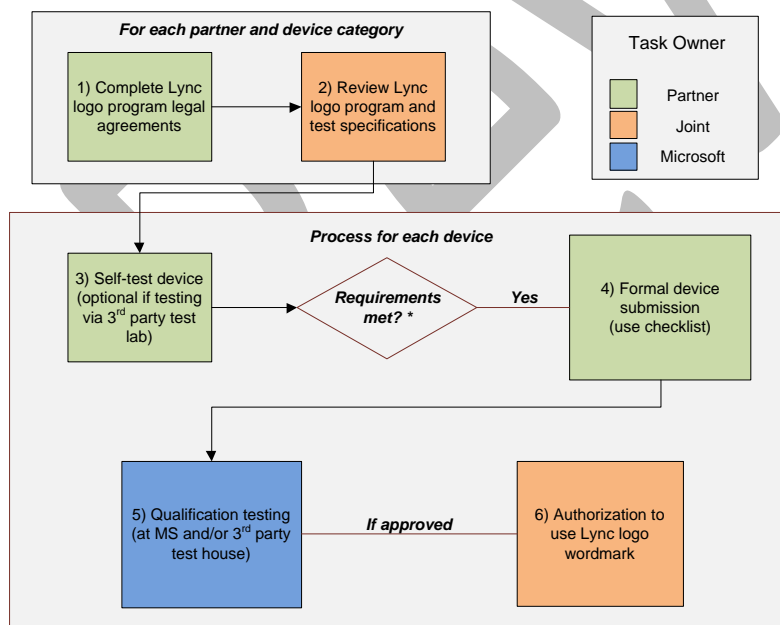 For each partner and device category
1) Complete Lync
logo program legal
agreements
2) Review Lync
logo program and
test specifications
Task Owner
Partner
Joint
Microsoft
Process for each device
3) Self-test device
(optional if testing
via 3rd party test
lab)
Requirements
met? *
Yes
4) Formal device
submission
(use checklist)
5) Qualification testing
(at MS and/or 3rd party
test house)
If approved
6) Authorization to
use Lync logo
wordmark